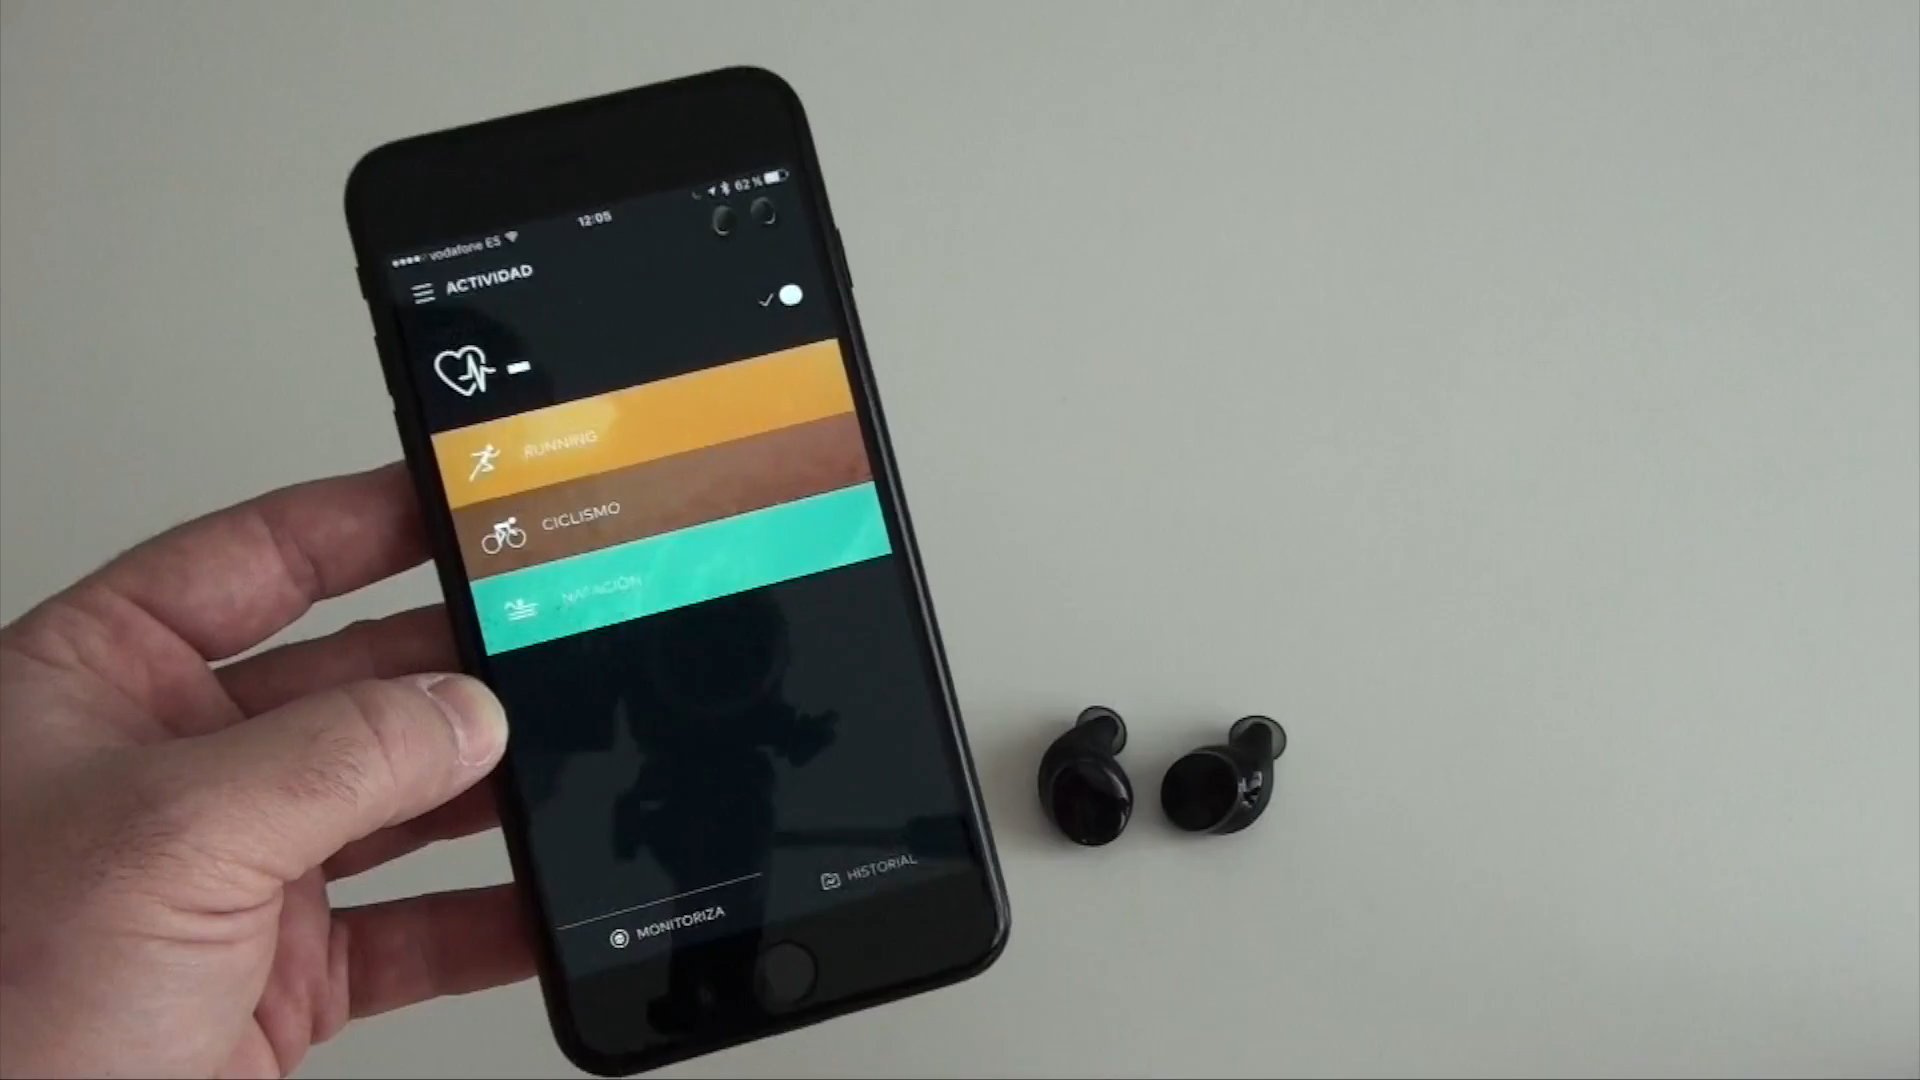 vodafone ES 12:05 62 %
ACTIVIDAD
RUNNING
CICLISMO
NATACIÓN
MONITORIZA HISTORIAL